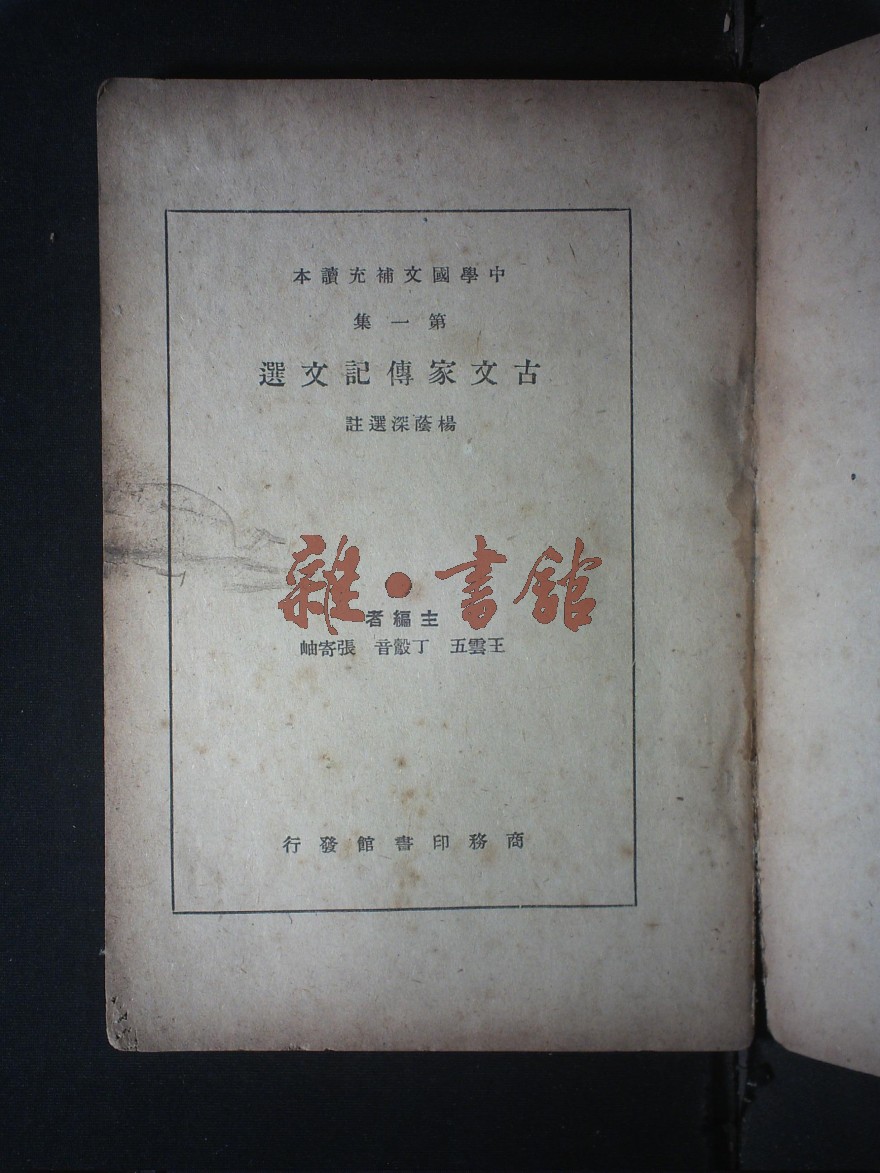 中學國文補充讀本
第一集
古文家傳記文選
楊蔭深選註
雜·書館
主編者
王雲五 丁瞉音 張寄岫
商務印書館發行